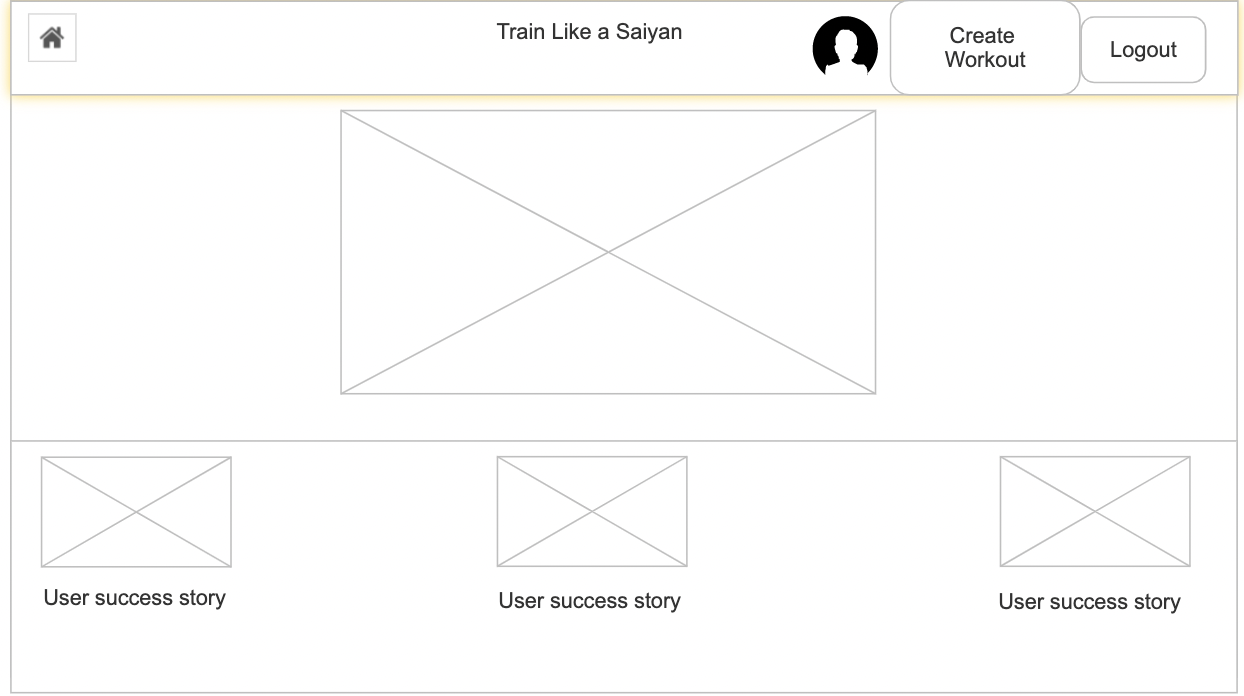 Train Like a Saiyan
Create
Workout
Logout
User success story
User success story
User success story